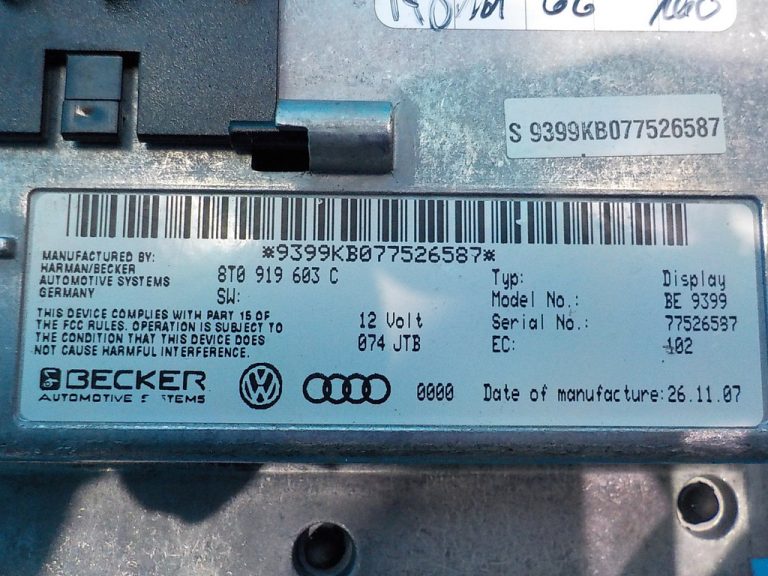 66
S 9399KB077526587
*9399KB077526587*
MANUFACTURED BY:
HARMAN/BECKER
AUTOMOTIVE SYSTEMS
GERMANY
8T0 919 603 C
SW:
Typ: Display
Model No.: BE 9399
Serial No.: 77526587
EC: 102
THIS DEVICE COMPLIES WITH PART 15 OF
THE FCC RULES. OPERATION IS SUBJECT TO
THE CONDITION THAT THIS DEVICE DOES
NOT CAUSE HARMFUL INTERFERENCE.
12 Volt
074 JTB
BECKER
AUTOMOTIVE S STEMS
0000
Date of manufacture: 26.11.07